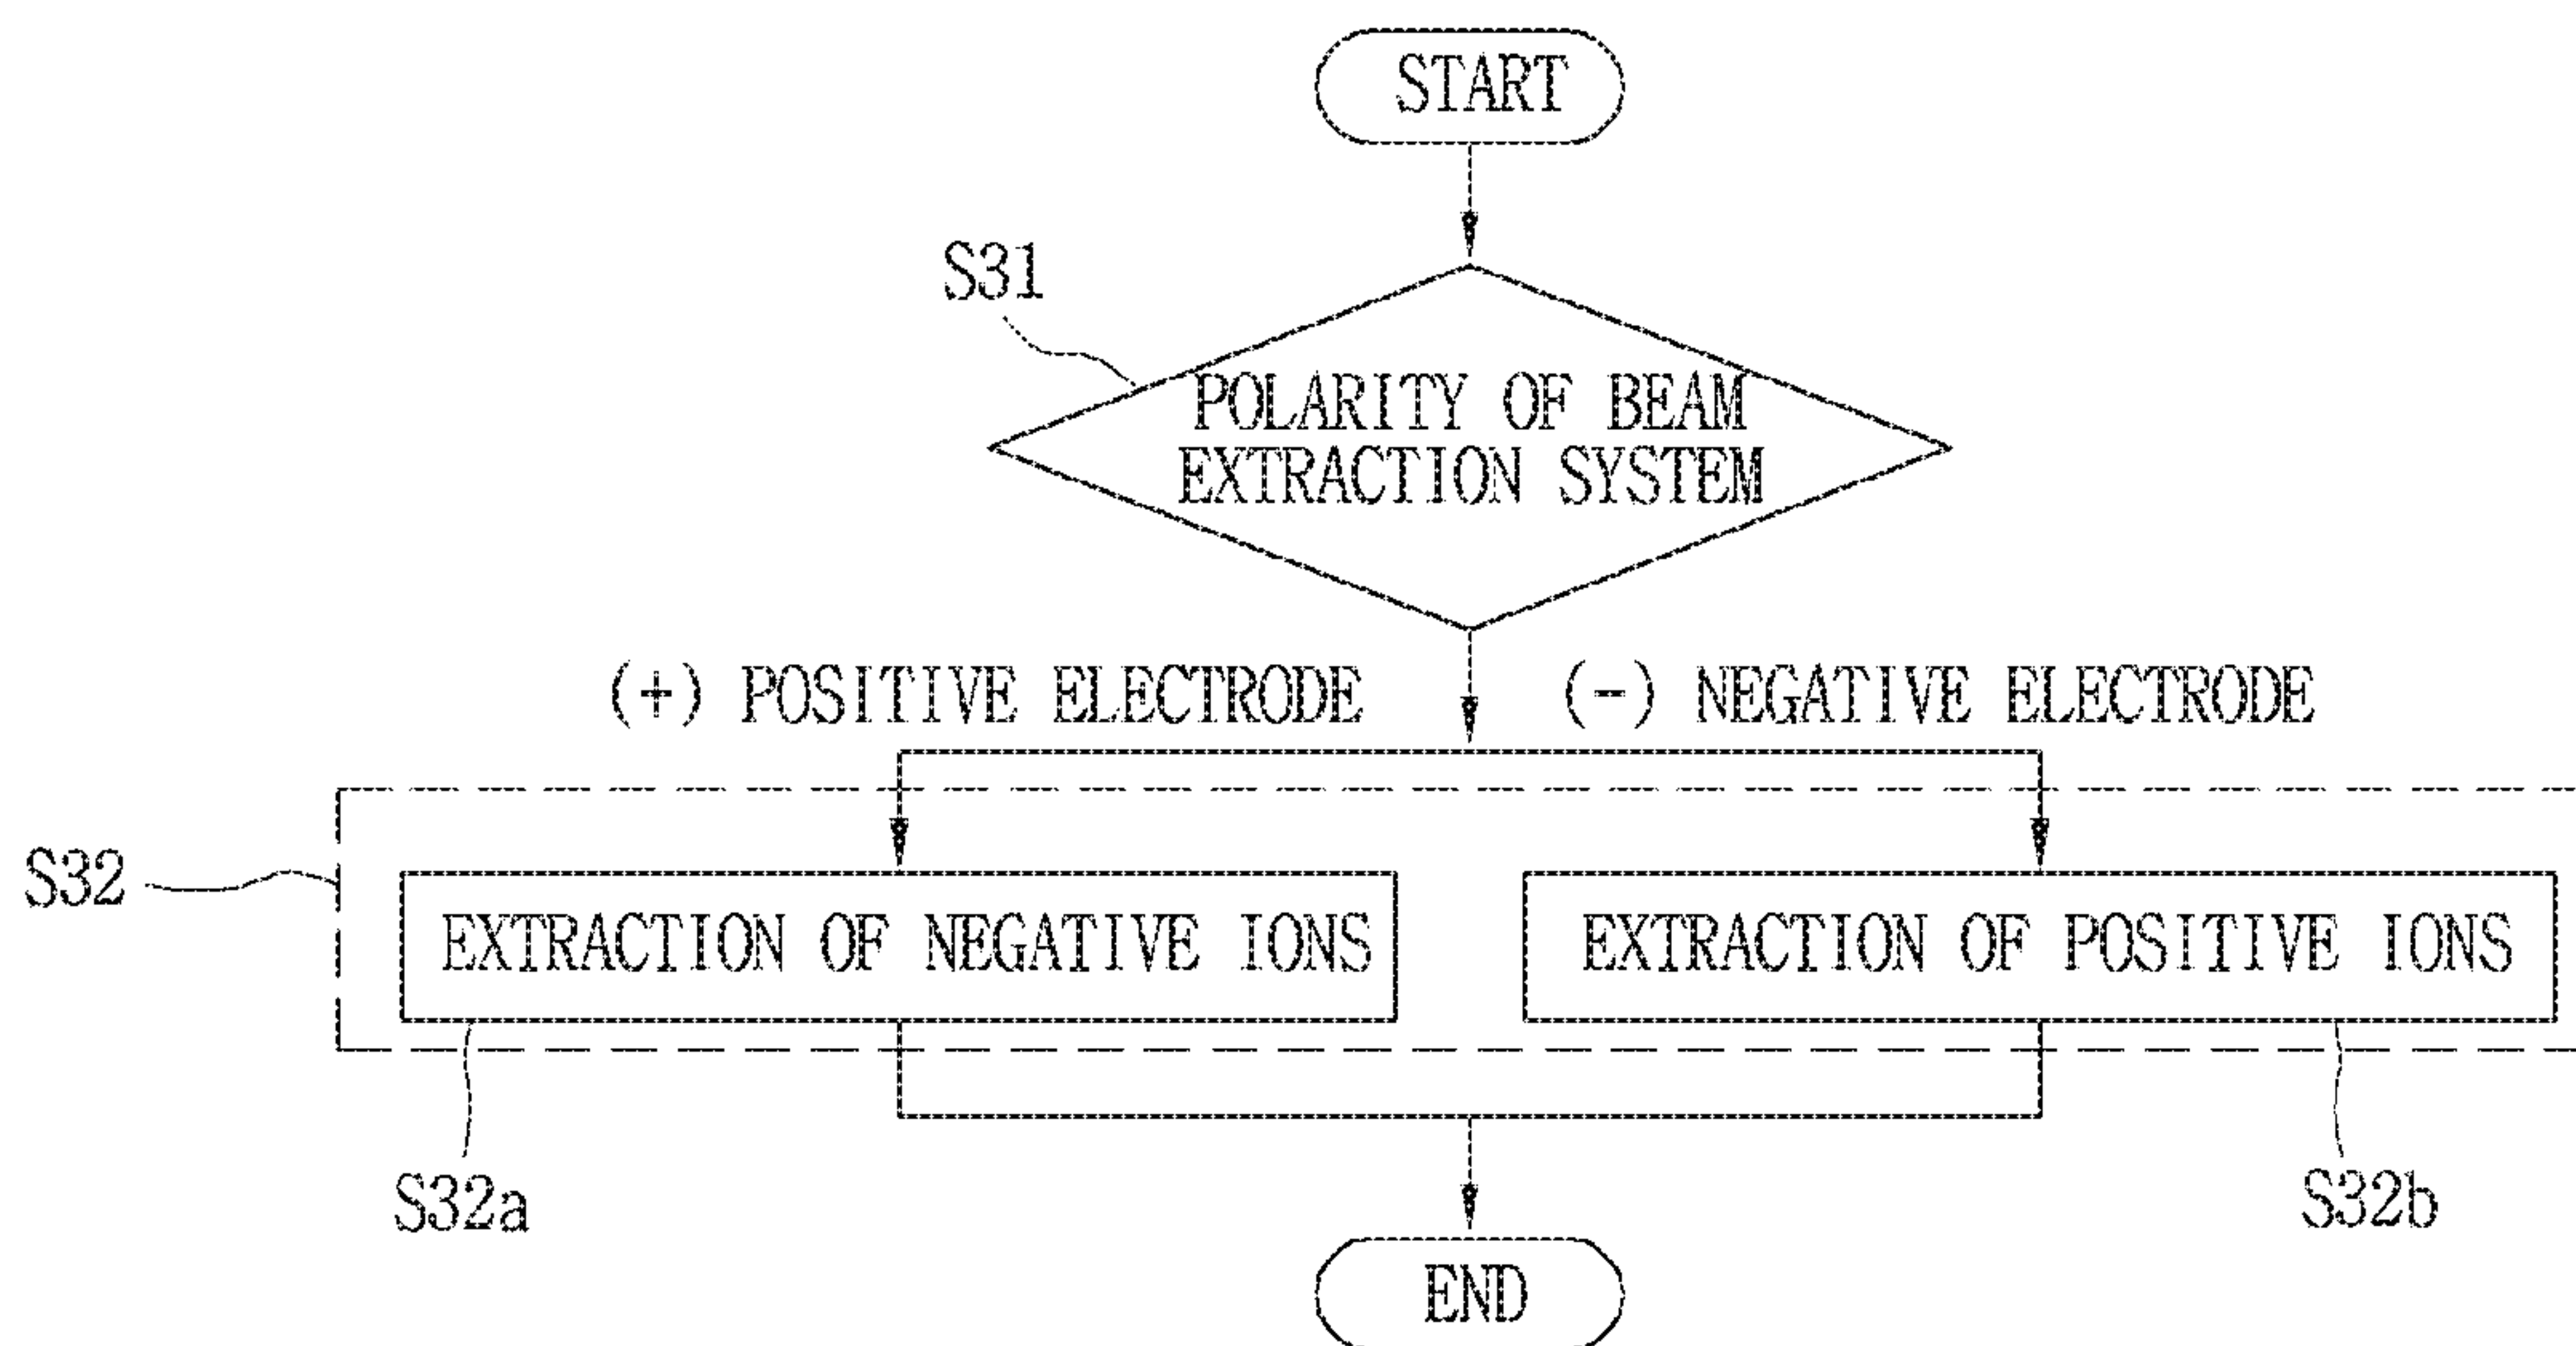 START
S31
POLARITY OF BEAM
EXTRACTION SYSTEM
(+) POSITIVE ELECTRODE
(-) NEGATIVE ELECTRODE
S32
EXTRACTION OF NEGATIVE IONS
EXTRACTION OF POSITIVE IONS
S32a
S32b
END